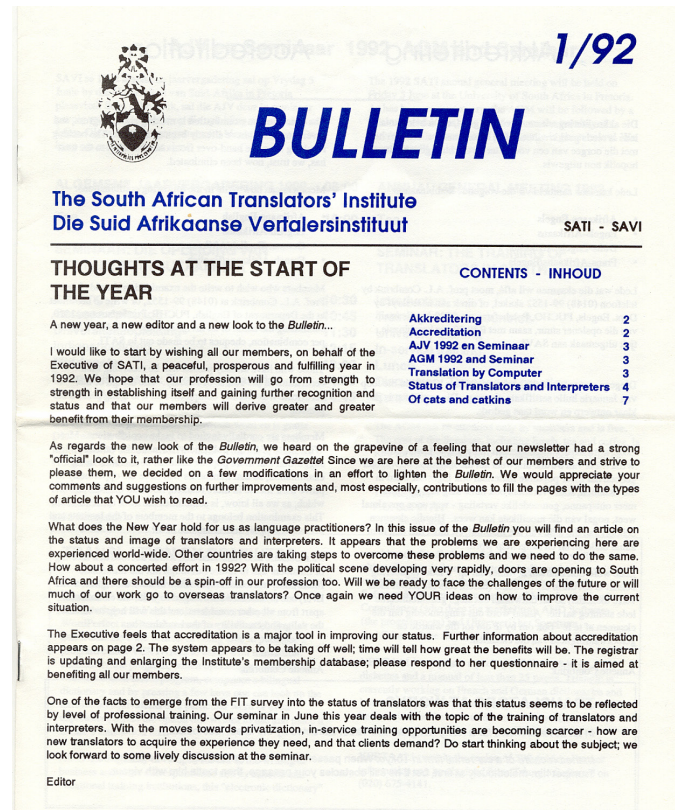 1/92
BULLETIN
The South African Translators' Institute
Die Suid Afrikaanse Vertalersinstituut
SATI - SAVI
THOUGHTS AT THE START OF
THE YEAR
A new year, a new editor and a new look to the Bulletin...
I would like to start by wishing all our members, on behalf of the
Executive of SATI, a peaceful, prosperous and fulfilling year in
1992. We hope that our profession will go from strength to
strength in establishing itself and gaining further recognition and
status and that our members will derive greater and greater
benefit from their membership.
CONTENTS - INHOUD
Akkreditering 2
Accreditation 2
AJV 1992 en Seminaar 3
AGM 1992 and Seminar 3
Translation by Computer 3
Status of Translators and Interpreters 4
Of cats and catkins 7
As regards the new look of the Bulletin, we heard on the grapevine of a feeling that our newsletter had a strong
"official" look to it, rather like the Government Gazette! Since we are here at the behest of our members and strive to
please them, we decided on a few modifications in an effort to lighten the Bulletin. We would appreciate your
comments and suggestions on further improvements and, most especially, contributions to fill the pages with the types
of article that YOU wish to read.
What does the New Year hold for us as language practitioners? In this issue of the Bulletin you will find an article on
the status and image of translators and interpreters. It appears that the problems we are experiencing here are
experienced world-wide. Other countries are taking steps to overcome these problems and we need to do the same.
How about a concerted effort in 1992? With the political scene developing very rapidly, doors are opening to South
Africa and there should be a spin-off in our profession too. Will we be ready to face the challenges of the future or will
much of our work go to overseas translators? Once again we need YOUR ideas on how to improve the current
situation.
The Executive feels that accreditation is a major tool in improving our status. Further information about accreditation
appears on page 2. The system appears to be taking off well; time will tell how great the benefits will be. The registrar
is updating and enlarging the Institute's membership database; please respond to her questionnaire - it is aimed at
benefiting all our members.
One of the facts to emerge from the FIT survey into the status of translators was that this status seems to be reflected
by level of professional training. Our seminar in June this year deals with the topic of the training of translators and
interpreters. With the moves towards privatization, in-service training opportunities are becoming scarcer - how are
new translators to acquire the experience they need, and that clients demand? Do start thinking about the subject; we
look forward to some lively discussion at the seminar.
Editor